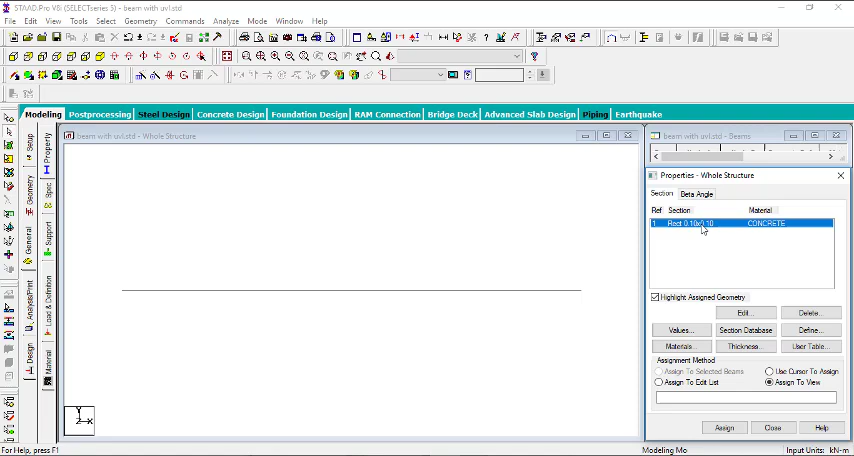 STAAD.Pro V8i (SELECTseries 5) - beam with uvl.std
File Edit View Tools Select Geometry Commands Analyze Mode Window Help
Modeling Postprocessing Steel Design Concrete Design Foundation Design RAM Connection Bridge Deck Advanced Slab Design Piping Earthquake
Setup
Geometry
General
Analysis/Print
Design
Property
Spec
Support
Load & Definition
Material
beam with uvl.std - Whole Structure
beam with uvl.std - Beams
Properties - Whole Structure
Section Beta Angle
Ref Section Material
1 Rect 0.10x0.10 CONCRETE
Highlight Assigned Geometry
Edit... Delete...
Values... Section Database Define...
Materials... Thickness... User Table...
Assignment Method
Assign To Selected Beams Use Cursor To Assign
Assign To Edit List Assign To View
Assign Close Help
Y
Z X
For Help, press F1 Modeling Mo Input Units: kN-m